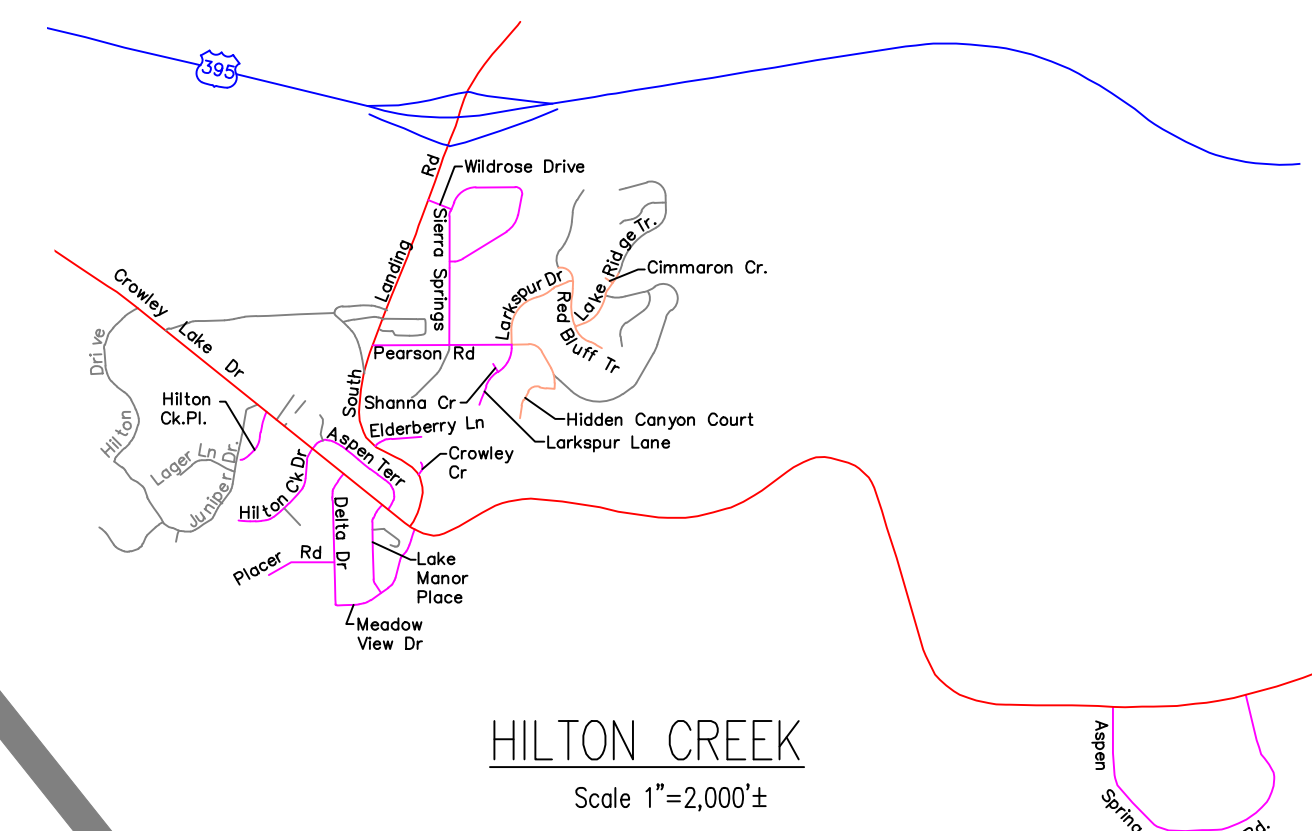 395
Wildrose Drive
South Landing Rd
Sierra Springs
Lake Ridge Tr.
Cimmaron Cr.
Larkspur Dr
Red Bluff Tr
Crowley Lake Dr
Pearson Rd
Hilton Drive
Hilton
Ck.Pl.
Shanna Cr
Hidden Canyon Court
Larkspur Lane
Elderberry Ln
Aspen Terr
Crowley
Cr
Lager Ln
Juniper Dr.
Hilton Ck Dr
Delta Dr
Placer Rd
Lake
Manor
Place
Meadow
View Dr
HILTON CREEK
Scale 1"=2,000'±
Aspen
Spring
Rd.